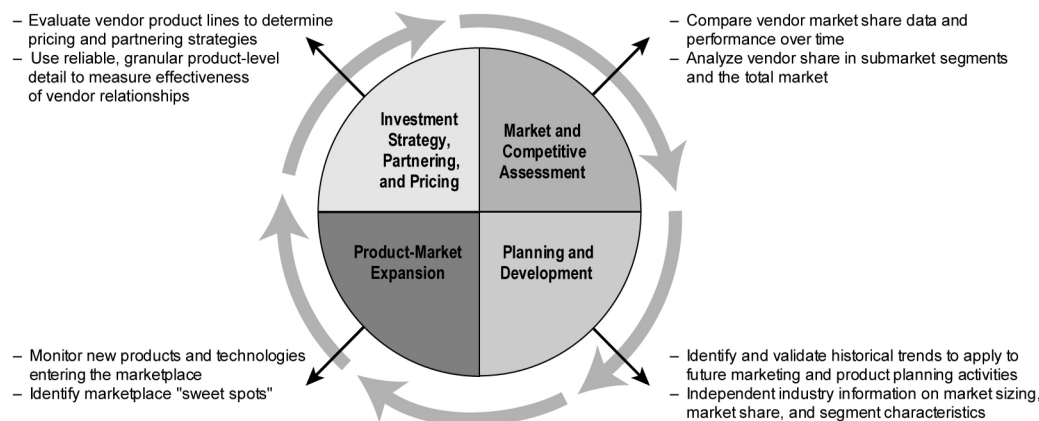 – Evaluate vendor product lines to determine
pricing and partnering strategies
– Use reliable, granular product-level
detail to measure effectiveness
of vendor relationships
– Compare vendor market share data and
performance over time
– Analyze vendor share in submarket segments
and the total market
Investment
Strategy,
Partnering,
and Pricing
Market and
Competitive
Assessment
Product-Market
Expansion
Planning and
Development
– Monitor new products and technologies
entering the marketplace
– Identify marketplace "sweet spots"
– Identify and validate historical trends to apply to
future marketing and product planning activities
– Independent industry information on market sizing,
market share, and segment characteristics